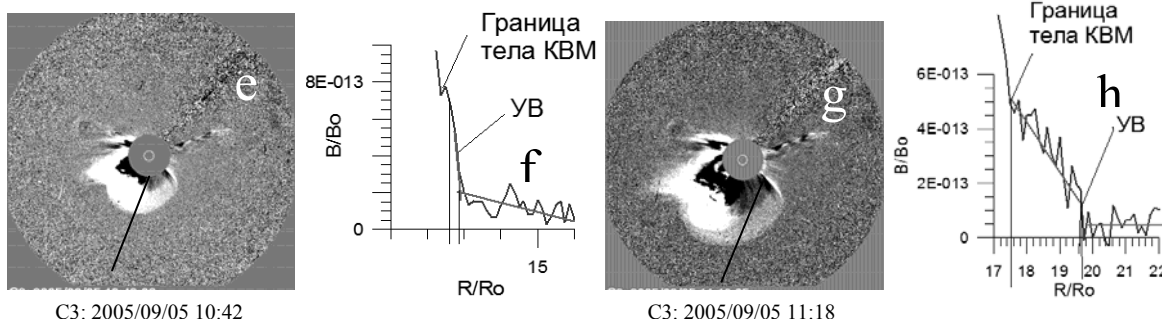 e
Граница
тела КВМ
8E-013
УВ
B/Bo
f
0
15
R/Ro
C3: 2005/09/05 10:42
g
Граница
тела КВМ
6E-013
h
УВ
4E-013
B/Bo
2E-013
0
17 18 19 20 21 22
R/Ro
C3: 2005/09/05 11:18